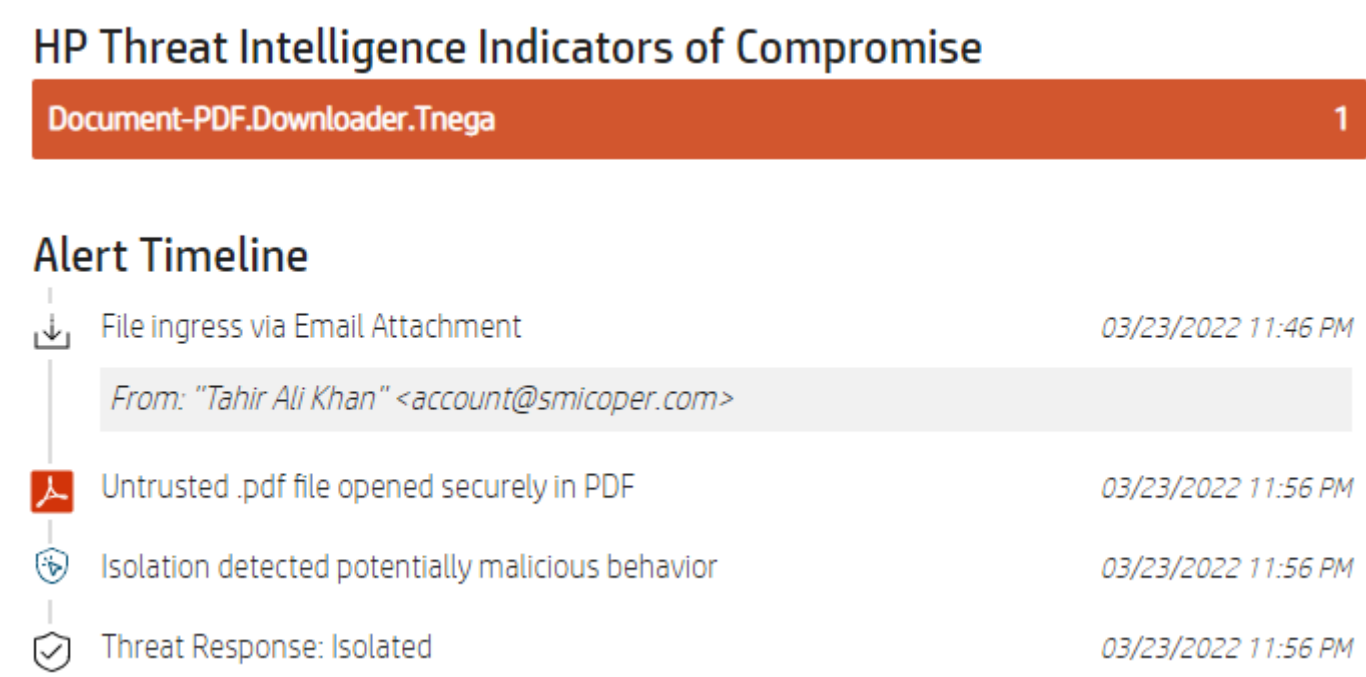 HP Threat Intelligence Indicators of Compromise
Document-PDF.Downloader.Tnega 1
Alert Timeline
File ingress via Email Attachment 03/23/2022 11:46 PM
From: "Tahir Ali Khan" <account@smicoper.com>
Untrusted .pdf file opened securely in PDF 03/23/2022 11:56 PM
Isolation detected potentially malicious behavior 03/23/2022 11:56 PM
Threat Response: Isolated 03/23/2022 11:56 PM